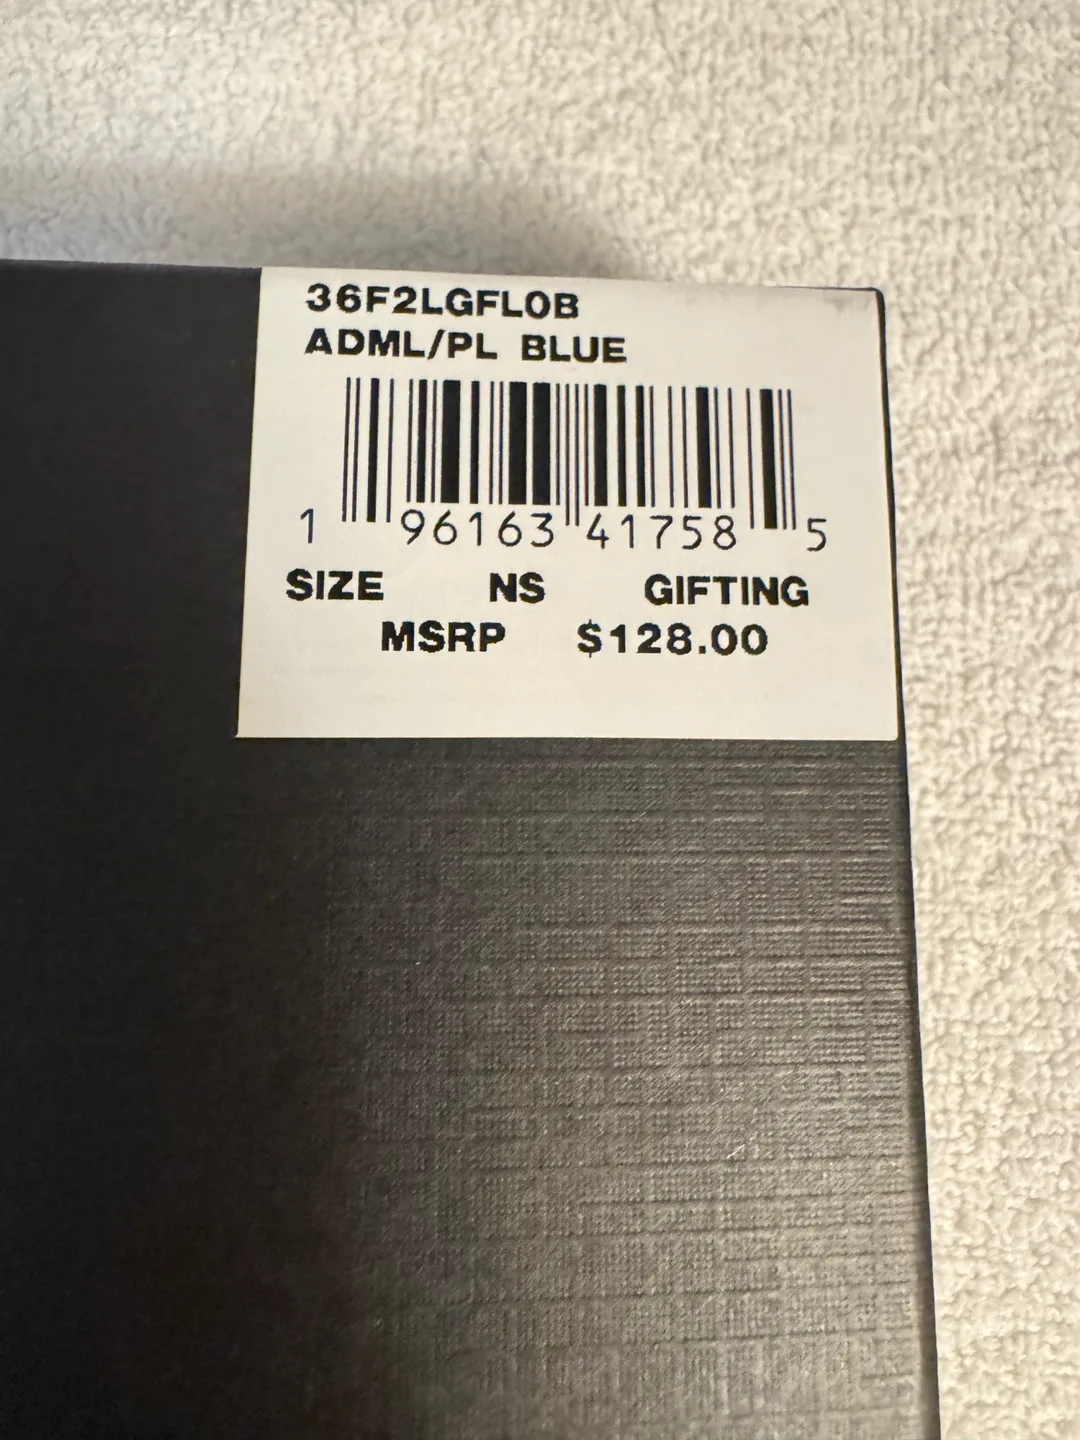 36F2LGFL0B
ADML/PL BLUE
1 96163 41758 5
SIZE NS GIFTING
MSRP $128.00